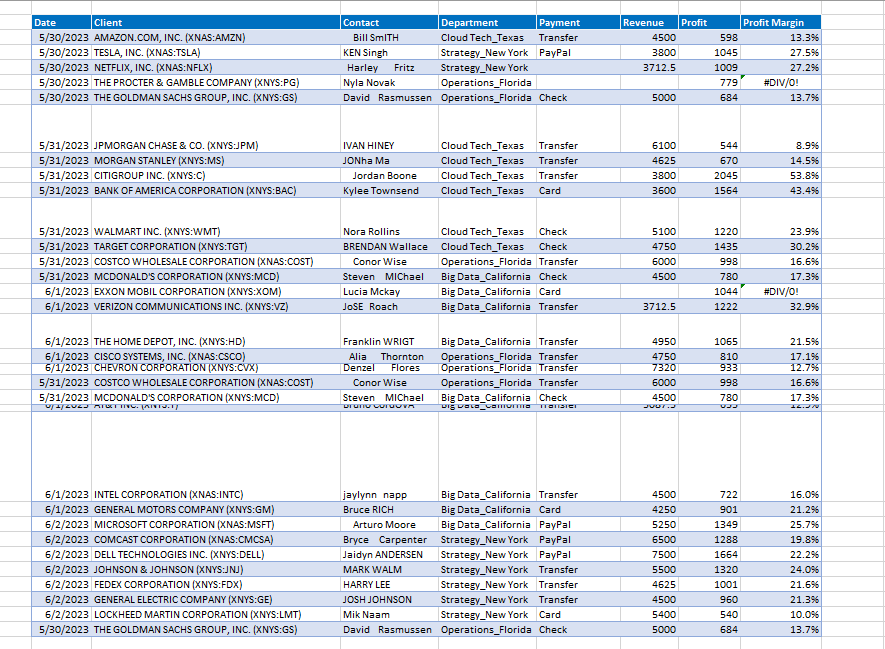 Date Client Contact Department Payment Revenue Profit Profit Margin
5/30/2023 AMAZON.COM, INC. (XNAS:AMZN) Bill SmITH Cloud Tech_Texas Transfer 4500 598 13.3%
5/30/2023 TESLA, INC. (XNAS:TSLA) KEN Singh Strategy_New York PayPal 3800 1045 27.5%
5/30/2023 NETFLIX, INC. (XNAS:NFLX) Harley Fritz Strategy_New York 3712.5 1009 27.2%
5/30/2023 THE PROCTER & GAMBLE COMPANY (XNYS:PG) Nyla Novak Operations_Florida 779 #DIV/0!
5/30/2023 THE GOLDMAN SACHS GROUP, INC. (XNYS:GS) David Rasmussen Operations_Florida Check 5000 684 13.7%
5/31/2023 JPMORGAN CHASE & CO. (XNYS:JPM) IVAN HINEY Cloud Tech_Texas Transfer 6100 544 8.9%
5/31/2023 MORGAN STANLEY (XNYS:MS) JONha Ma Cloud Tech_Texas Transfer 4625 670 14.5%
5/31/2023 CITIGROUP INC. (XNYS:C) Jordan Boone Cloud Tech_Texas Transfer 3800 2045 53.8%
5/31/2023 BANK OF AMERICA CORPORATION (XNYS:BAC) Kylee Townsend Cloud Tech_Texas Card 3600 1564 43.4%
5/31/2023 WALMART INC. (XNYS:WMT) Nora Rollins Cloud Tech_Texas Check 5100 1220 23.9%
5/31/2023 TARGET CORPORATION (XNYS:TGT) BRENDAN Wallace Cloud Tech_Texas Check 4750 1435 30.2%
5/31/2023 COSTCO WHOLESALE CORPORATION (XNAS:COST) Conor Wise Operations_Florida Transfer 6000 998 16.6%
5/31/2023 MCDONALD'S CORPORATION (XNYS:MCD) Steven MIChael Big Data_California Check 4500 780 17.3%
6/1/2023 EXXON MOBIL CORPORATION (XNYS:XOM) Lucia Mckay Big Data_California Card 1044 #DIV/0!
6/1/2023 VERIZON COMMUNICATIONS INC. (XNYS:VZ) JoSE Roach Big Data_California Transfer 3712.5 1222 32.9%
6/1/2023 THE HOME DEPOT, INC. (XNYS:HD) Franklin WRIGT Big Data_California Transfer 4950 1065 21.5%
6/1/2023 CISCO SYSTEMS, INC. (XNAS:CSCO) Alia Thornton Operations_Florida Transfer 4750 810 17.1%
6/1/2023 CHEVRON CORPORATION (XNYS:CVX) Denzel Flores Operations_Florida Transfer 7320 933 12.7%
5/31/2023 COSTCO WHOLESALE CORPORATION (XNAS:COST) Conor Wise Operations_Florida Transfer 6000 998 16.6%
5/31/2023 MCDONALD'S CORPORATION (XNYS:MCD) Steven MIChael Big Data_California Check 4500 780 17.3%
6/1/2023 INTEL CORPORATION (XNAS:INTC) jaylynn napp Big Data_California Transfer 4500 722 16.0%
6/1/2023 GENERAL MOTORS COMPANY (XNYS:GM) Bruce RICH Big Data_California Card 4250 901 21.2%
6/2/2023 MICROSOFT CORPORATION (XNAS:MSFT) Arturo Moore Big Data_California PayPal 5250 1349 25.7%
6/2/2023 COMCAST CORPORATION (XNAS:CMCSA) Bryce Carpenter Strategy_New York PayPal 6500 1288 19.8%
6/2/2023 DELL TECHNOLOGIES INC. (XNYS:DELL) Jaidyn ANDERSEN Strategy_New York PayPal 7500 1664 22.2%
6/2/2023 JOHNSON & JOHNSON (XNYS:JNJ) MARK WALM Strategy_New York Transfer 5500 1320 24.0%
6/2/2023 FEDEX CORPORATION (XNYS:FDX) HARRY LEE Strategy_New York Transfer 4625 1001 21.6%
6/2/2023 GENERAL ELECTRIC COMPANY (XNYS:GE) JOSH JOHNSON Strategy_New York Transfer 4500 960 21.3%
6/2/2023 LOCKHEED MARTIN CORPORATION (XNYS:LMT) Mik Naam Strategy_New York Card 5400 540 10.0%
5/30/2023 THE GOLDMAN SACHS GROUP, INC. (XNYS:GS) David Rasmussen Operations_Florida Check 5000 684 13.7%